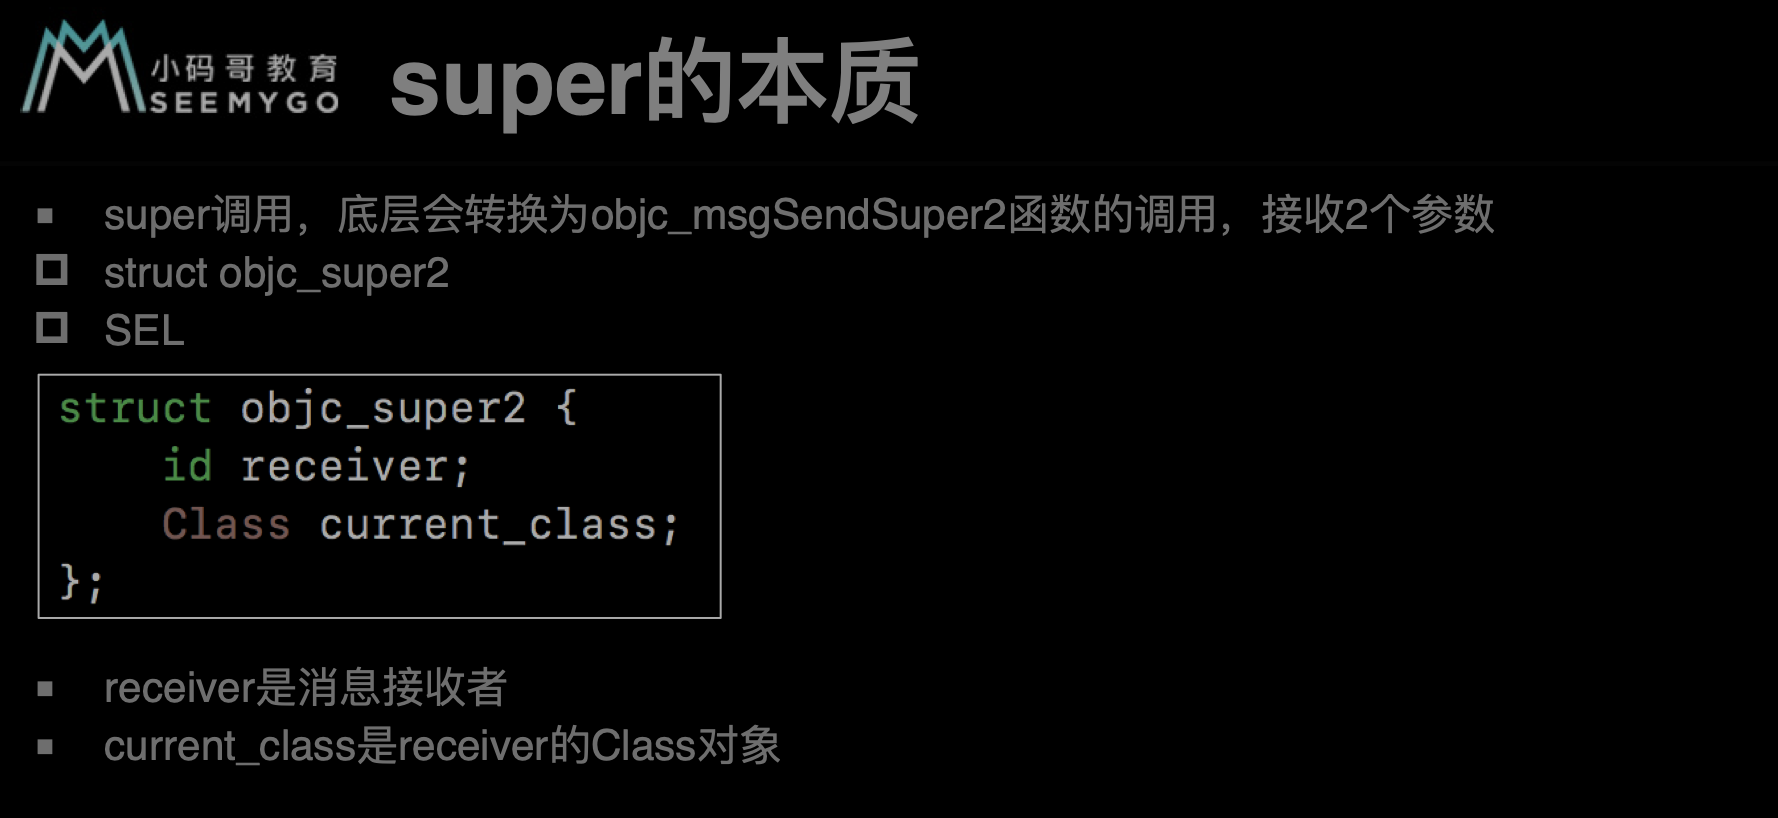 小码哥教育
SEEMYGO
super的本质
super调用，底层会转换为objc_msgSendSuper2函数的调用，接收2个参数
struct objc_super2
SEL
struct objc_super2 {
    id receiver;
    Class current_class;
};
receiver是消息接收者
current_class是receiver的Class对象